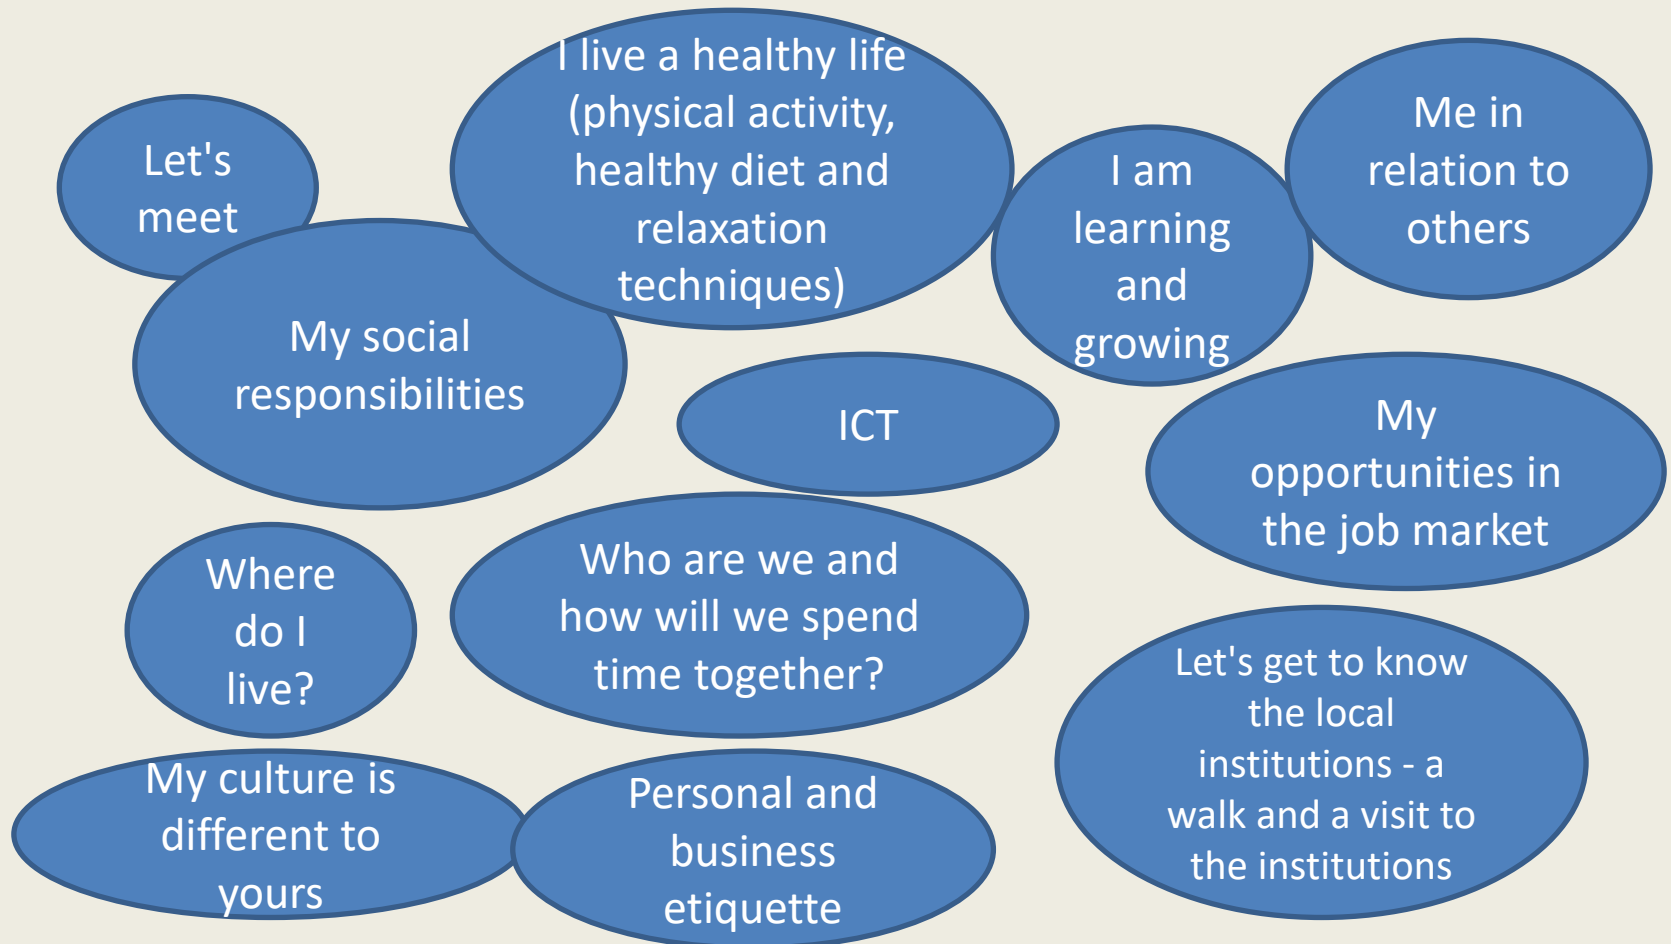 Let's
meet
I live a healthy life
(physical activity,
healthy diet and
relaxation
techniques)
I am
learning
and
growing
Me in
relation to
others
My social
responsibilities
ICT
My
opportunities in
the job market
Where
do I
live?
Who are we and
how will we spend
time together?
Let's get to know
the local
institutions - a
walk and a visit to
the institutions
My culture is
different to
yours
Personal and
business
etiquette